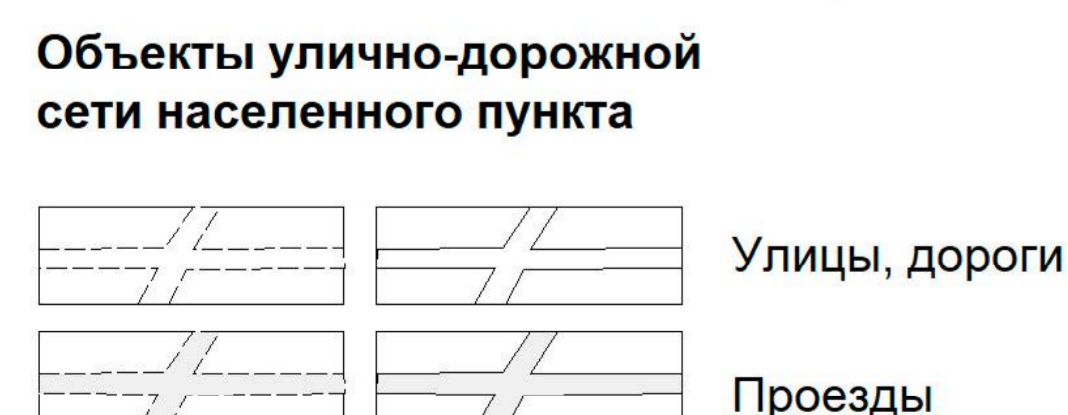 Объекты улично-дорожной
сети населенного пункта
Улицы, дороги
Проезды